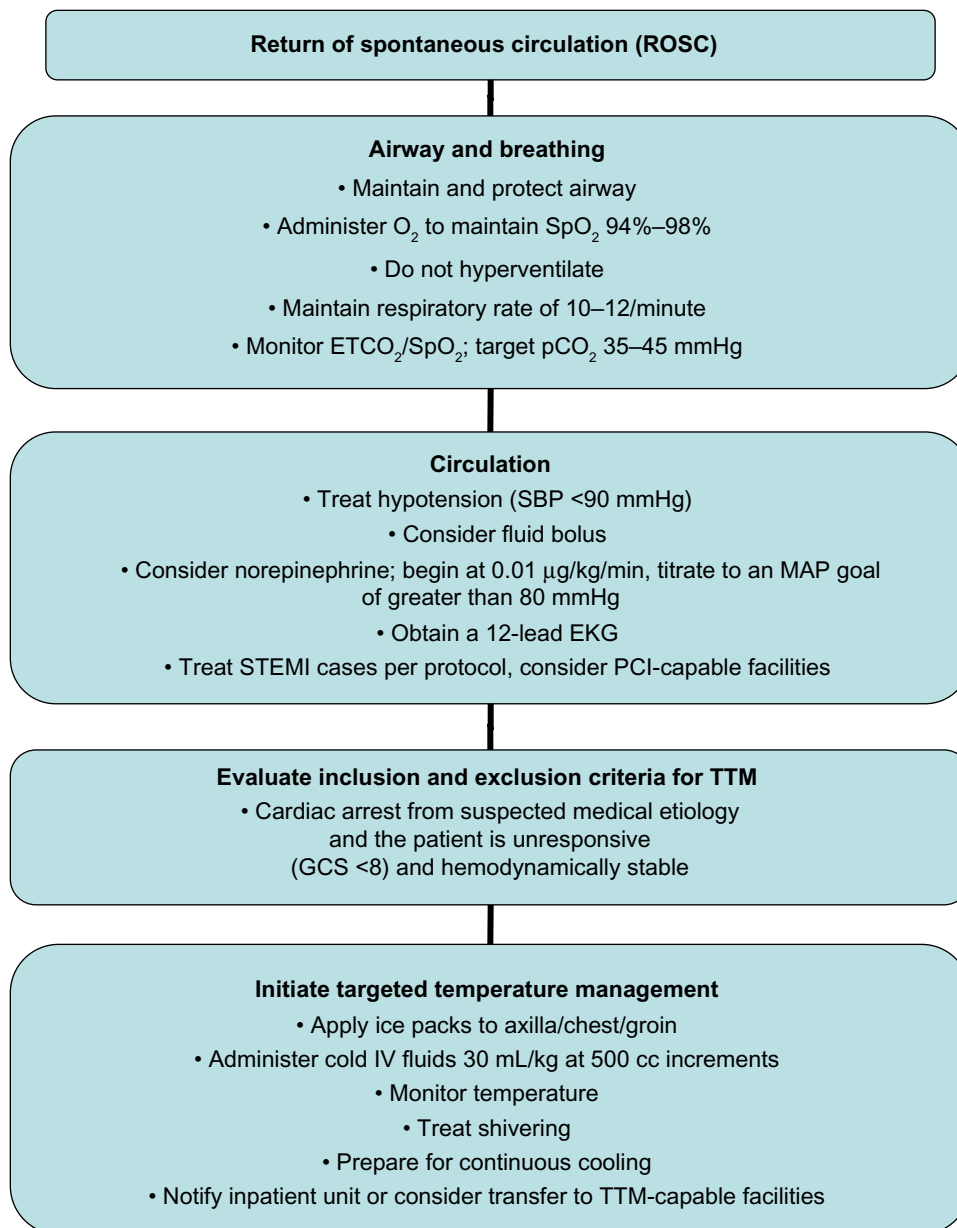 Return of spontaneous circulation (ROSC)
Airway and breathing
• Maintain and protect airway
• Administer O₂ to maintain SpO₂ 94%–98%
• Do not hyperventilate
• Maintain respiratory rate of 10–12/minute
• Monitor ETCO₂/SpO₂; target pCO₂ 35–45 mmHg
Circulation
• Treat hypotension (SBP <90 mmHg)
• Consider fluid bolus
• Consider norepinephrine; begin at 0.01 μg/kg/min, titrate to an MAP goal
of greater than 80 mmHg
• Obtain a 12-lead EKG
• Treat STEMI cases per protocol, consider PCI-capable facilities
Evaluate inclusion and exclusion criteria for TTM
• Cardiac arrest from suspected medical etiology
and the patient is unresponsive
(GCS <8) and hemodynamically stable
Initiate targeted temperature management
• Apply ice packs to axilla/chest/groin
• Administer cold IV fluids 30 mL/kg at 500 cc increments
• Monitor temperature
• Treat shivering
• Prepare for continuous cooling
• Notify inpatient unit or consider transfer to TTM-capable facilities